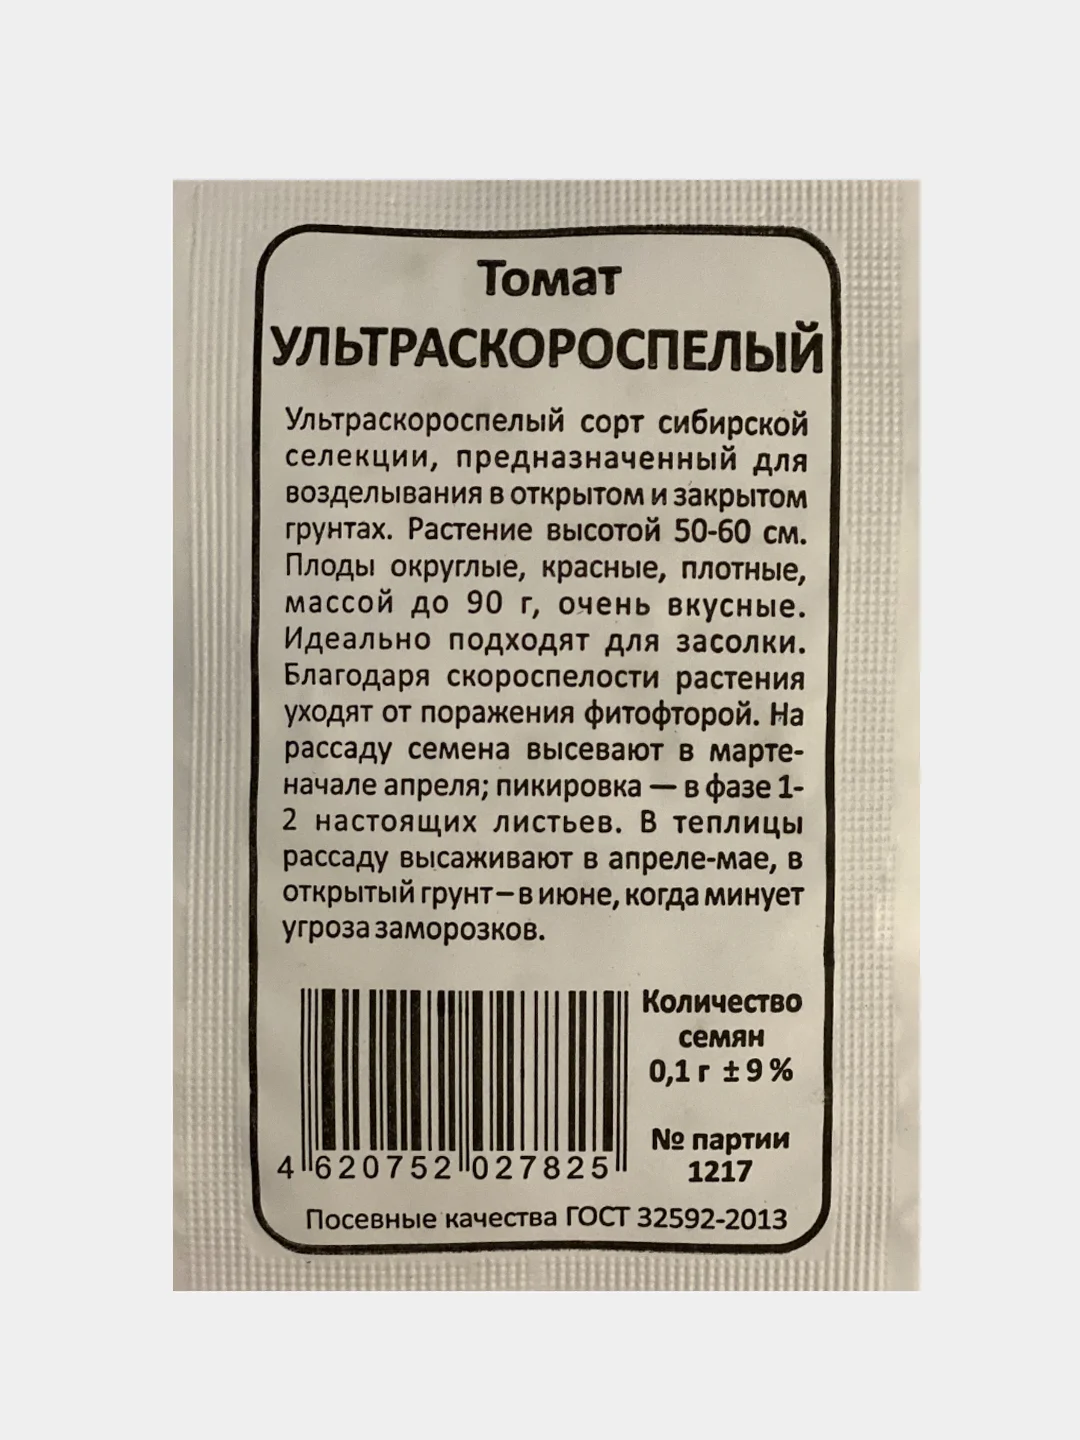 Томат
УЛЬТРАСКОРОСПЕЛЫЙ
Ультраскороспелый сорт сибирской
селекции, предназначенный для
возделывания в открытом и закрытом
грунтах. Растение высотой 50-60 см.
Плоды округлые, красные, плотные,
массой до 90 г, очень вкусные.
Идеально подходят для засолки.
Благодаря скороспелости растения
уходят от поражения фитофторой. На
рассаду семена высевают в марте-
начале апреля; пикировка — в фазе 1-
2 настоящих листьев. В теплицы
рассаду высаживают в апреле-мае, в
открытый грунт – в июне, когда минует
угроза заморозков.
Количество
семян
0,1 г ± 9 %
№ партии
1217
4 620752 027825
Посевные качества ГОСТ 32592-2013